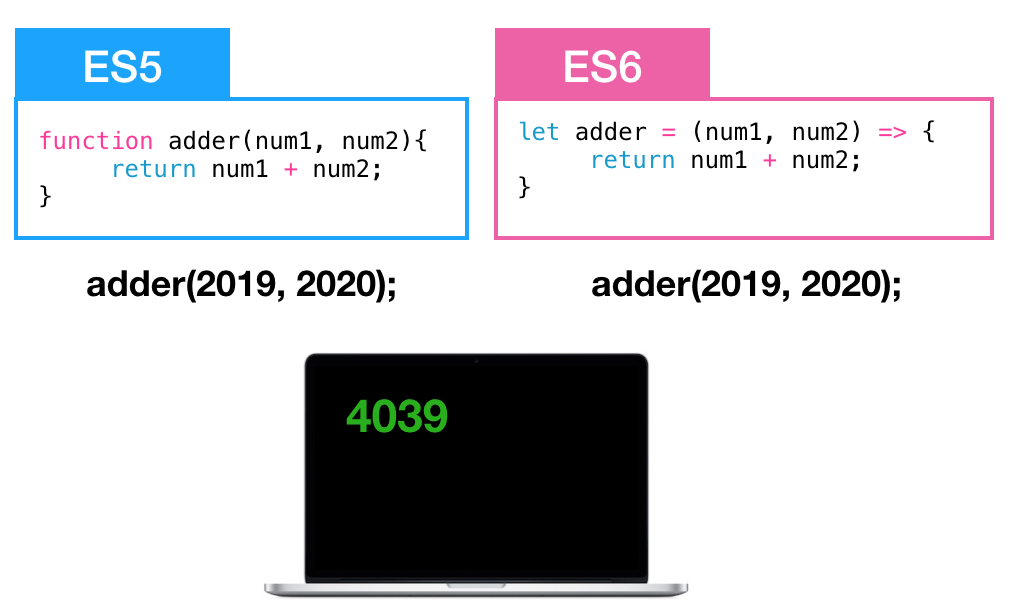 ES5
function adder(num1, num2){
return num1 + num2;
}
adder(2019, 2020);
ES6
let adder = (num1, num2) => {
return num1 + num2;
}
adder(2019, 2020);
4039